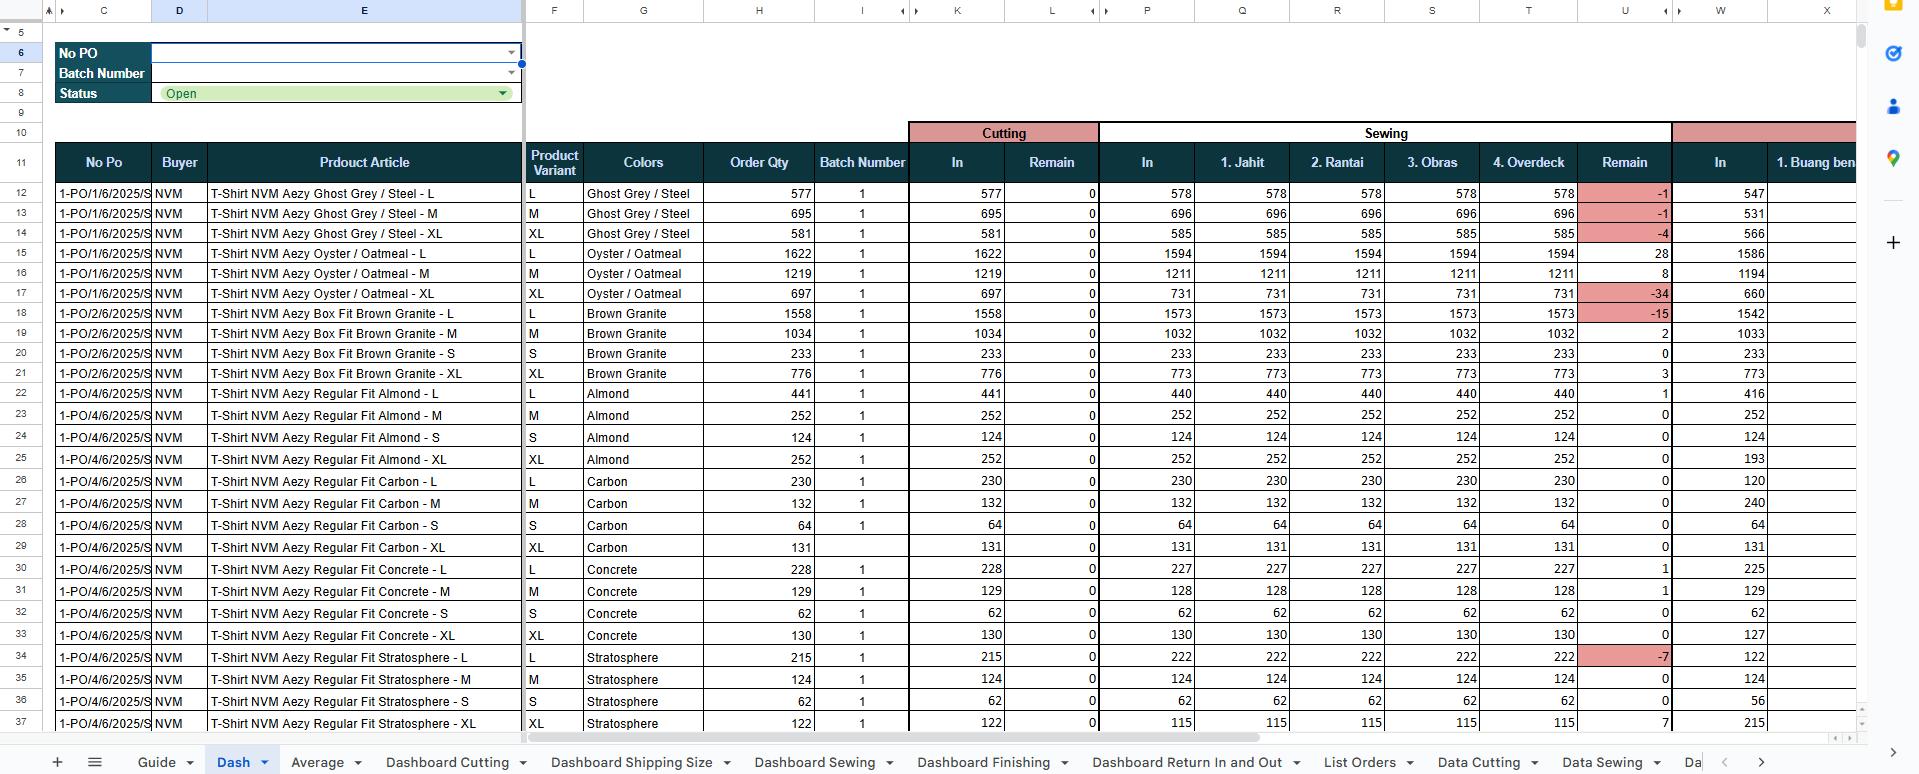 C D E F G H I K L P Q R S T U W X
5
6 No PO
7 Batch Number
8 Status Open
9
10 Cutting Sewing
11 No Po Buyer Prdouct Article Product Variant Colors Order Qty Batch Number In Remain In 1. Jahit 2. Rantai 3. Obras 4. Overdeck Remain In 1. Buang ben
12 1-PO/1/6/2025/S NVM T-Shirt NVM Aezy Ghost Grey / Steel - L L Ghost Grey / Steel 577 1 577 0 578 578 578 578 578 -1 547
13 1-PO/1/6/2025/S NVM T-Shirt NVM Aezy Ghost Grey / Steel - M M Ghost Grey / Steel 695 1 695 0 696 696 696 696 696 -1 531
14 1-PO/1/6/2025/S NVM T-Shirt NVM Aezy Ghost Grey / Steel - XL XL Ghost Grey / Steel 581 1 581 0 585 585 585 585 585 -4 566
15 1-PO/1/6/2025/S NVM T-Shirt NVM Aezy Oyster / Oatmeal - L L Oyster / Oatmeal 1622 1 1622 0 1594 1594 1594 1594 1594 28 1586
16 1-PO/1/6/2025/S NVM T-Shirt NVM Aezy Oyster / Oatmeal - M M Oyster / Oatmeal 1219 1 1219 0 1211 1211 1211 1211 1211 8 1194
17 1-PO/1/6/2025/S NVM T-Shirt NVM Aezy Oyster / Oatmeal - XL XL Oyster / Oatmeal 697 1 697 0 731 731 731 731 731 -34 660
18 1-PO/2/6/2025/S NVM T-Shirt NVM Aezy Box Fit Brown Granite - L L Brown Granite 1558 1 1558 0 1573 1573 1573 1573 1573 -15 1542
19 1-PO/2/6/2025/S NVM T-Shirt NVM Aezy Box Fit Brown Granite - M M Brown Granite 1034 1 1034 0 1032 1032 1032 1032 1032 2 1033
20 1-PO/2/6/2025/S NVM T-Shirt NVM Aezy Box Fit Brown Granite - S S Brown Granite 233 1 233 0 233 233 233 233 233 0 233
21 1-PO/2/6/2025/S NVM T-Shirt NVM Aezy Box Fit Brown Granite - XL XL Brown Granite 776 1 776 0 773 773 773 773 773 3 773
22 1-PO/4/6/2025/S NVM T-Shirt NVM Aezy Regular Fit Almond - L L Almond 441 1 441 0 440 440 440 440 440 1 416
23 1-PO/4/6/2025/S NVM T-Shirt NVM Aezy Regular Fit Almond - M M Almond 252 1 252 0 252 252 252 252 252 0 252
24 1-PO/4/6/2025/S NVM T-Shirt NVM Aezy Regular Fit Almond - S S Almond 124 1 124 0 124 124 124 124 124 0 124
25 1-PO/4/6/2025/S NVM T-Shirt NVM Aezy Regular Fit Almond - XL XL Almond 252 1 252 0 252 252 252 252 252 0 193
26 1-PO/4/6/2025/S NVM T-Shirt NVM Aezy Regular Fit Carbon - L L Carbon 230 1 230 0 230 230 230 230 230 0 120
27 1-PO/4/6/2025/S NVM T-Shirt NVM Aezy Regular Fit Carbon - M M Carbon 132 1 132 0 132 132 132 132 132 0 240
28 1-PO/4/6/2025/S NVM T-Shirt NVM Aezy Regular Fit Carbon - S S Carbon 64 1 64 0 64 64 64 64 64 0 64
29 1-PO/4/6/2025/S NVM T-Shirt NVM Aezy Regular Fit Carbon - XL XL Carbon 131 131 0 131 131 131 131 131 0 131
30 1-PO/4/6/2025/S NVM T-Shirt NVM Aezy Regular Fit Concrete - L L Concrete 228 1 228 0 227 227 227 227 227 1 225
31 1-PO/4/6/2025/S NVM T-Shirt NVM Aezy Regular Fit Concrete - M M Concrete 129 1 129 0 128 128 128 128 128 1 129
32 1-PO/4/6/2025/S NVM T-Shirt NVM Aezy Regular Fit Concrete - S S Concrete 62 1 62 0 62 62 62 62 62 0 62
33 1-PO/4/6/2025/S NVM T-Shirt NVM Aezy Regular Fit Concrete - XL XL Concrete 130 1 130 0 130 130 130 130 130 0 127
34 1-PO/4/6/2025/S NVM T-Shirt NVM Aezy Regular Fit Stratosphere - L L Stratosphere 215 1 215 0 222 222 222 222 222 -7 122
35 1-PO/4/6/2025/S NVM T-Shirt NVM Aezy Regular Fit Stratosphere - M M Stratosphere 124 1 124 0 124 124 124 124 124 0 124
36 1-PO/4/6/2025/S NVM T-Shirt NVM Aezy Regular Fit Stratosphere - S S Stratosphere 62 1 62 0 62 62 62 62 62 0 56
37 1-PO/4/6/2025/S NVM T-Shirt NVM Aezy Regular Fit Stratosphere - XL XL Stratosphere 122 1 122 0 115 115 115 115 115 7 215
Guide Dash Average Dashboard Cutting Dashboard Shipping Size Dashboard Sewing Dashboard Finishing Dashboard Return In and Out List Orders Data Cutting Data Sewing Da